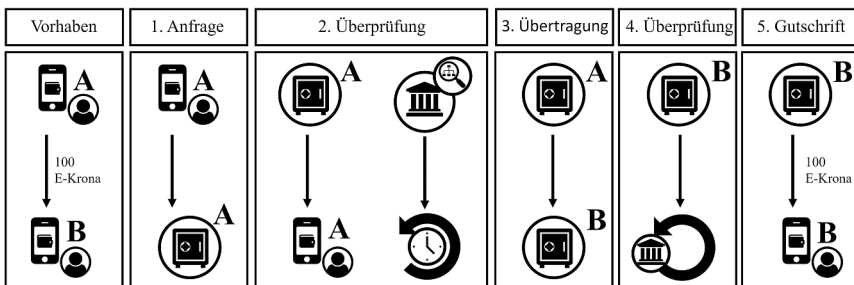 Vorhaben
1. Anfrage
2. Überprüfung
3. Übertragung
4. Überprüfung
5. Gutschrift
A
100
E-Krona
B
A
A
A
A
A
B
B
B
100
E-Krona
B